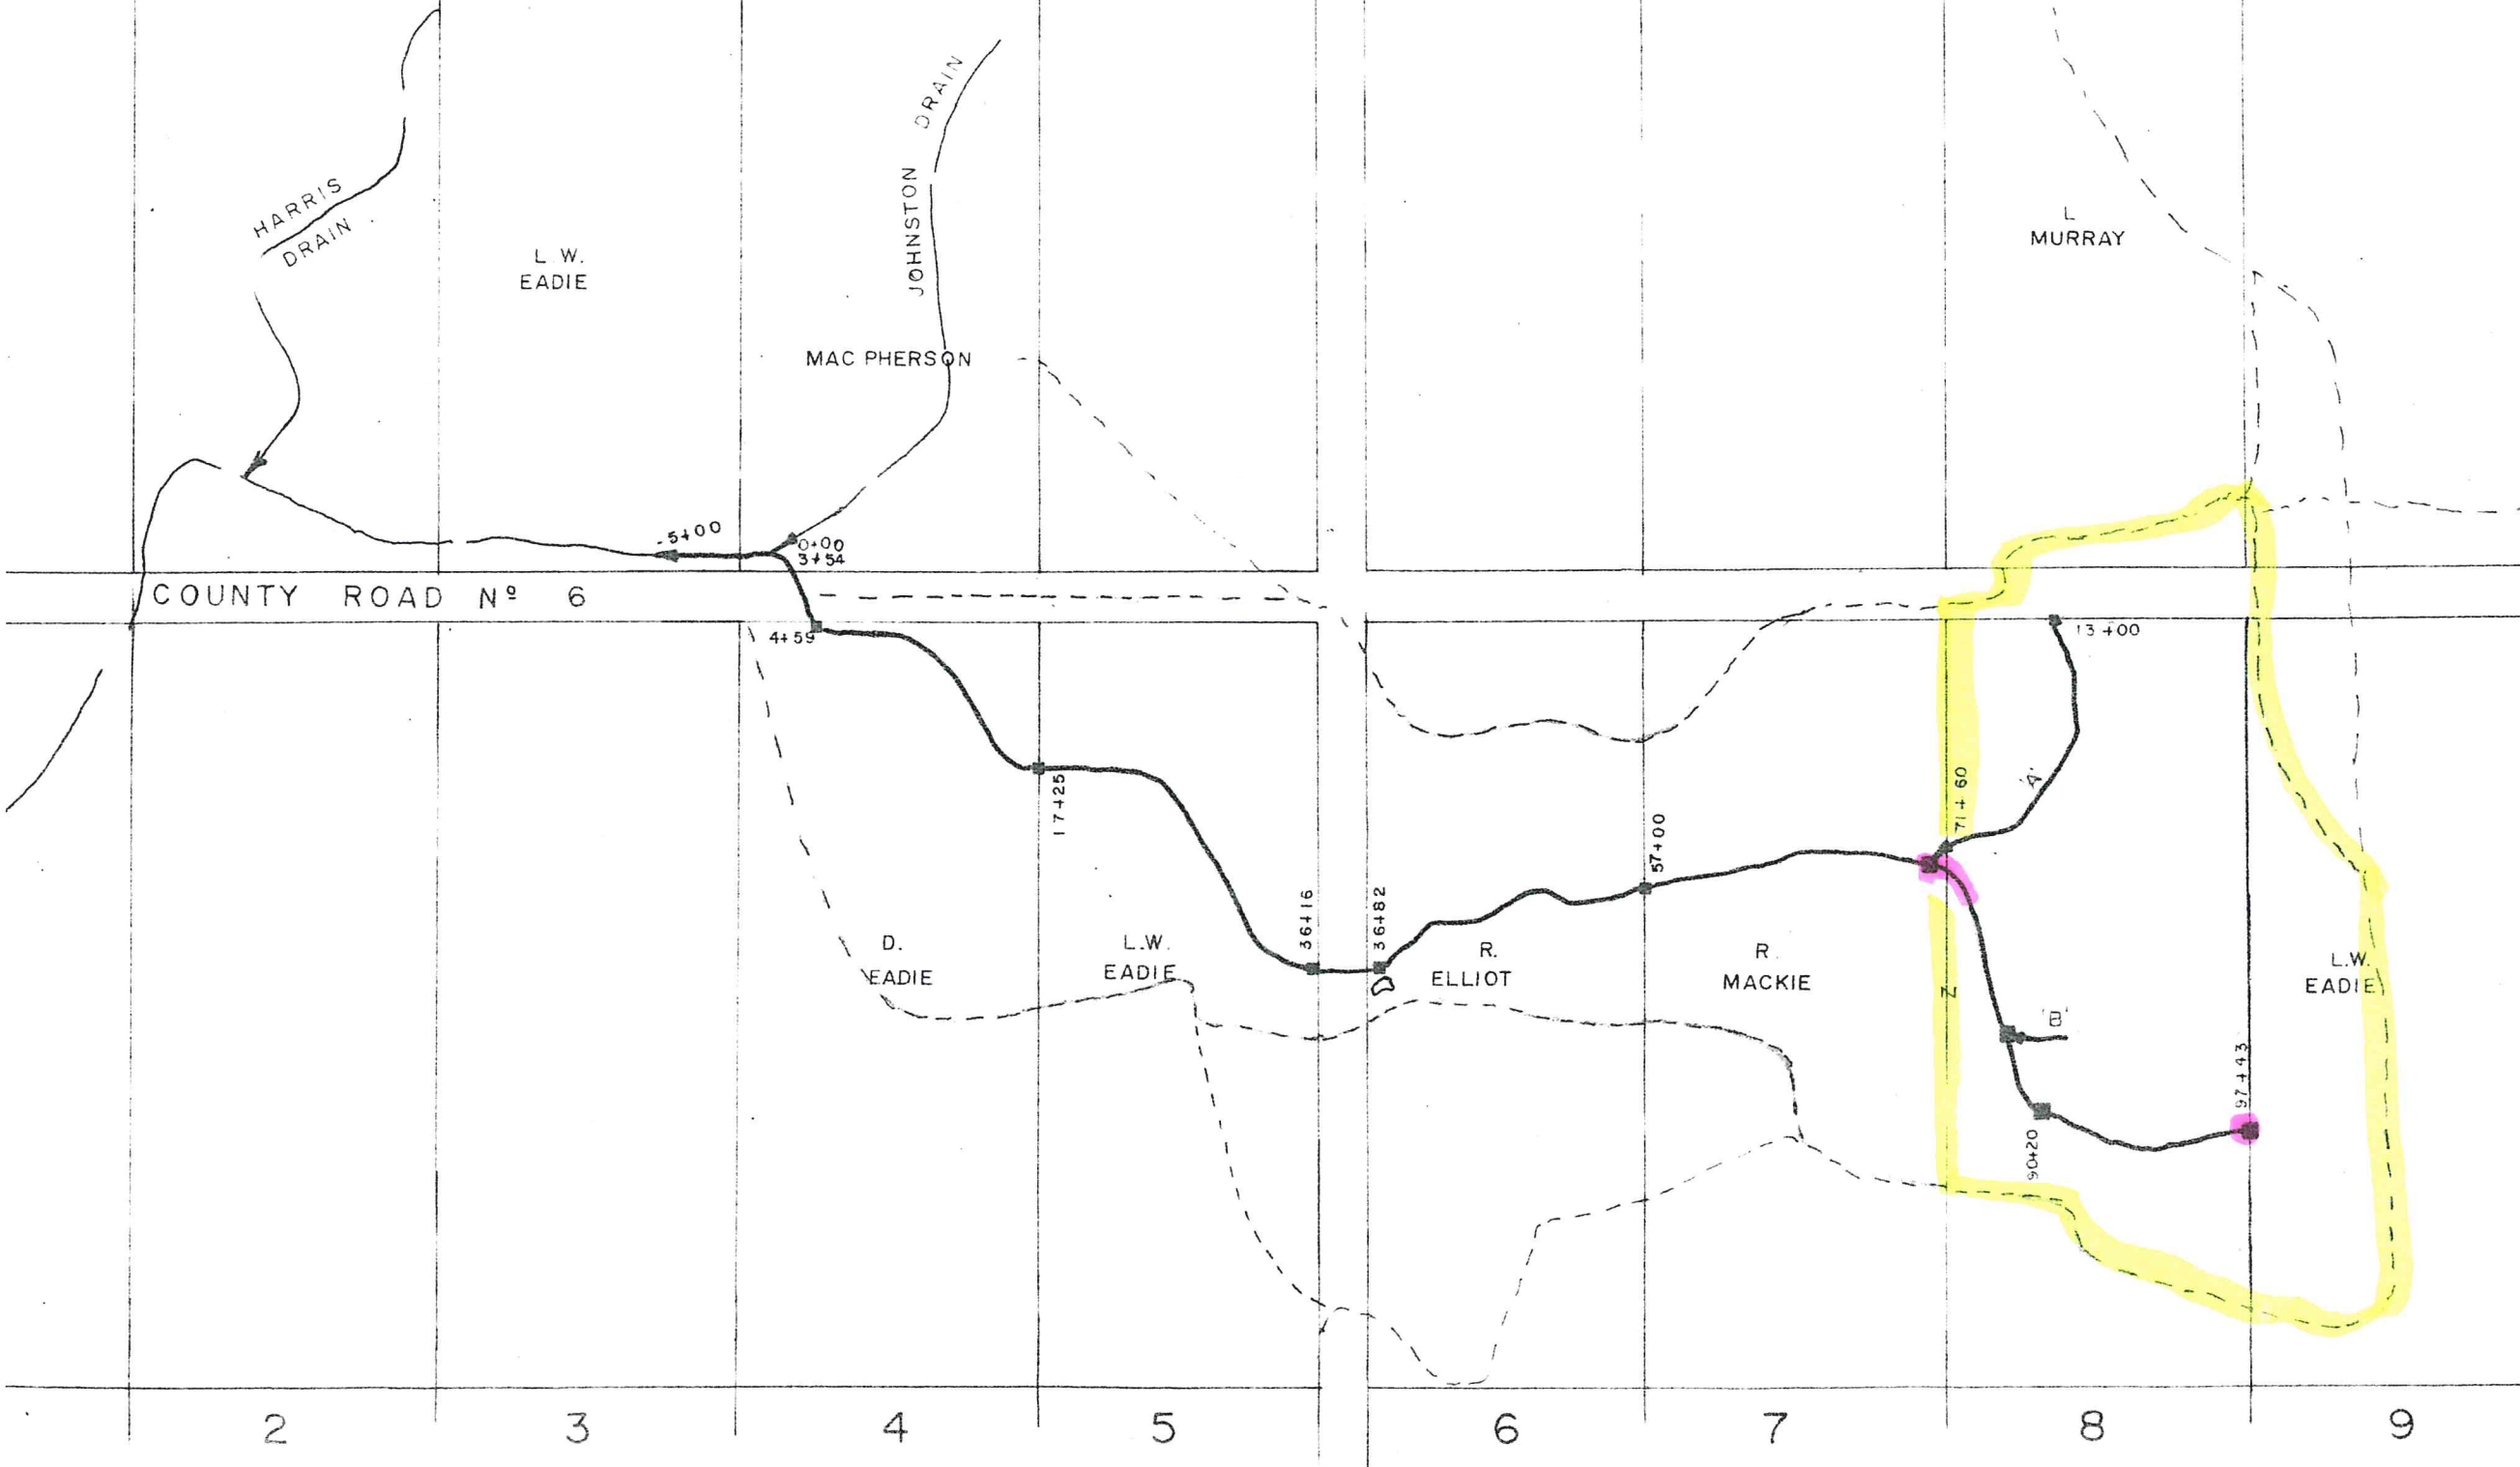 HARRIS
DRAIN
L. W.
EADIE
JOHNSTON DRAIN
MAC PHERSON
L
MURRAY
-5+00
0+00
3+54
COUNTY ROAD Nº 6
4+59
13+00
17+25
'A'
71+60
57+00
36+16
36+82
D.
EADIE
L.W.
EADIE
R.
ELLIOT
R.
MACKIE
L.W.
EADIE
N
'B'
97+43
90+20
2 3 4 5 6 7 8 9